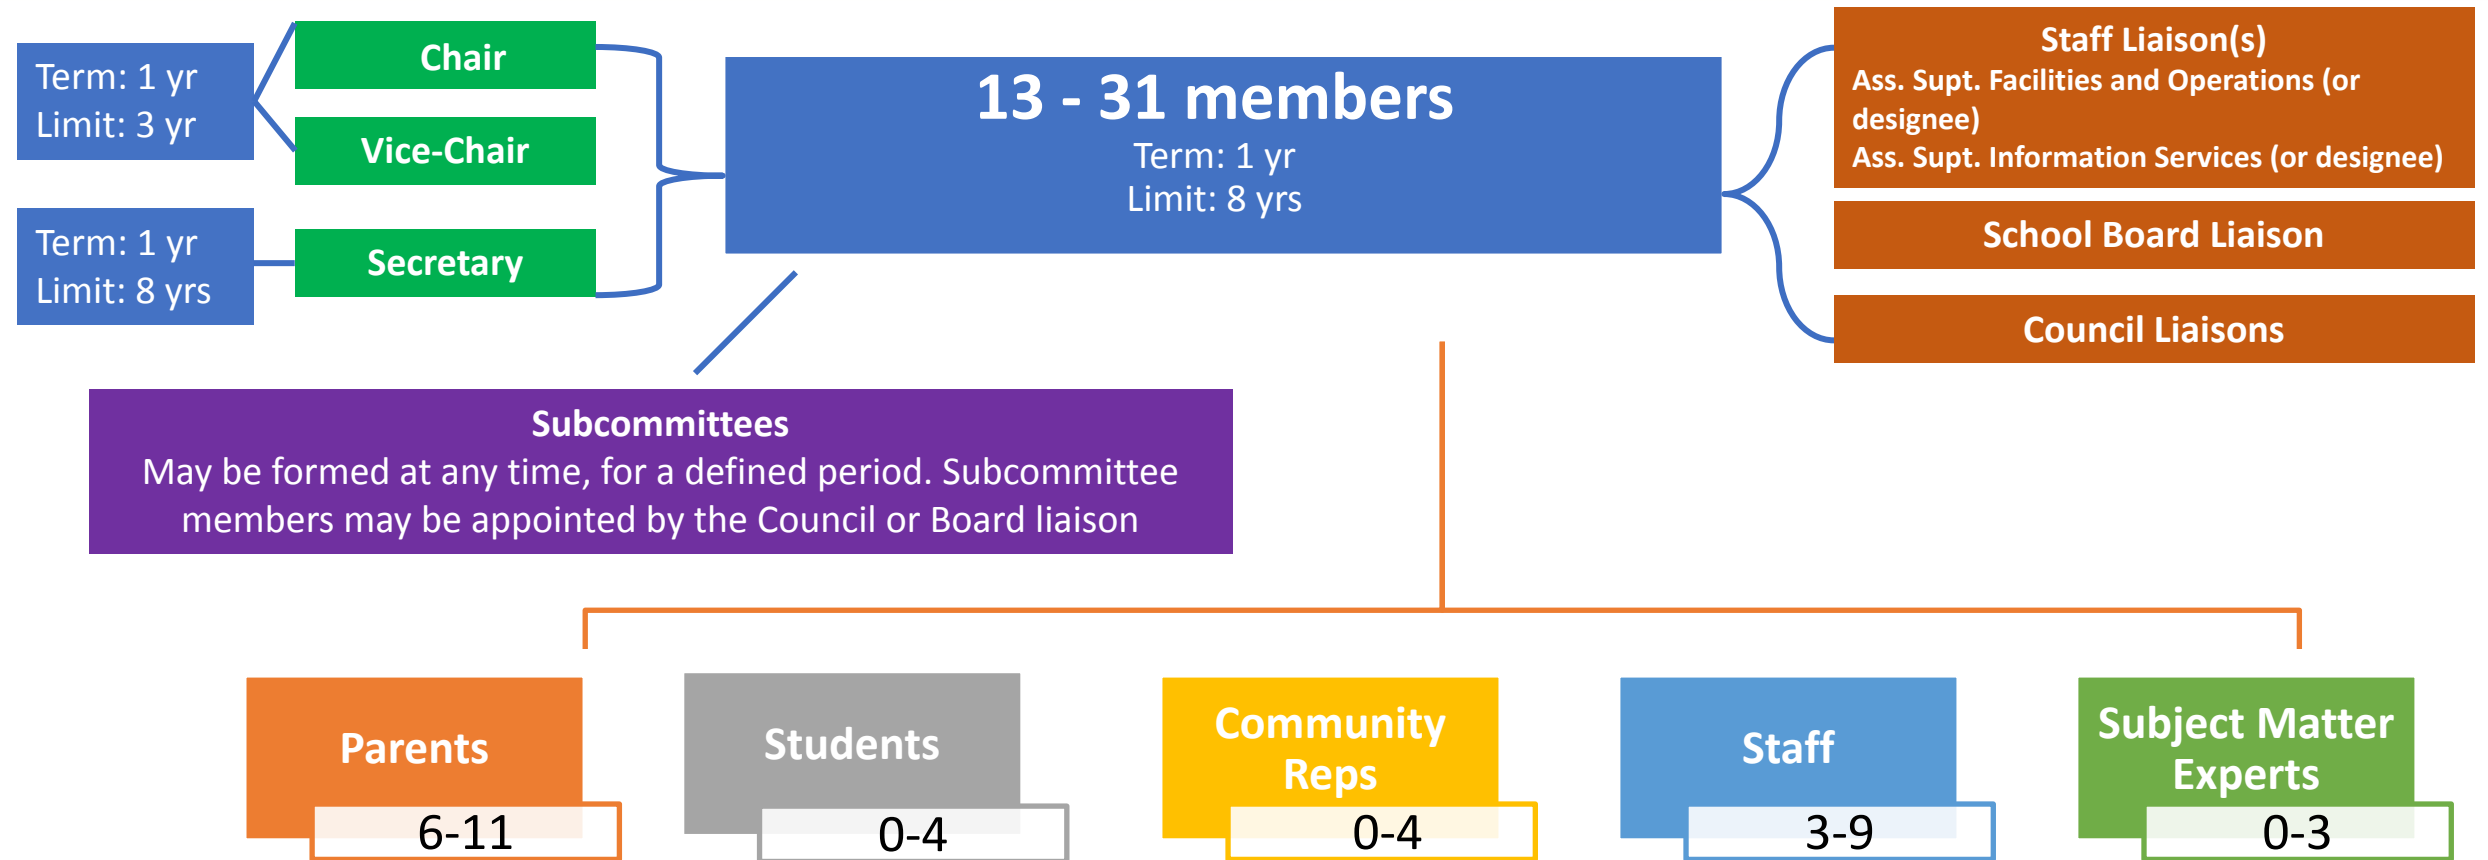 Term: 1 yr
Limit: 3 yr
Chair
Vice-Chair
Term: 1 yr
Limit: 8 yrs
Secretary
13 - 31 members
Term: 1 yr
Limit: 8 yrs
Staff Liaison(s)
Ass. Supt. Facilities and Operations (or
designee)
Ass. Supt. Information Services (or designee)
School Board Liaison
Council Liaisons
Subcommittees
May be formed at any time, for a defined period. Subcommittee
members may be appointed by the Council or Board liaison
Parents
6-11
Students
0-4
Community
Reps
0-4
Staff
3-9
Subject Matter
Experts
0-3